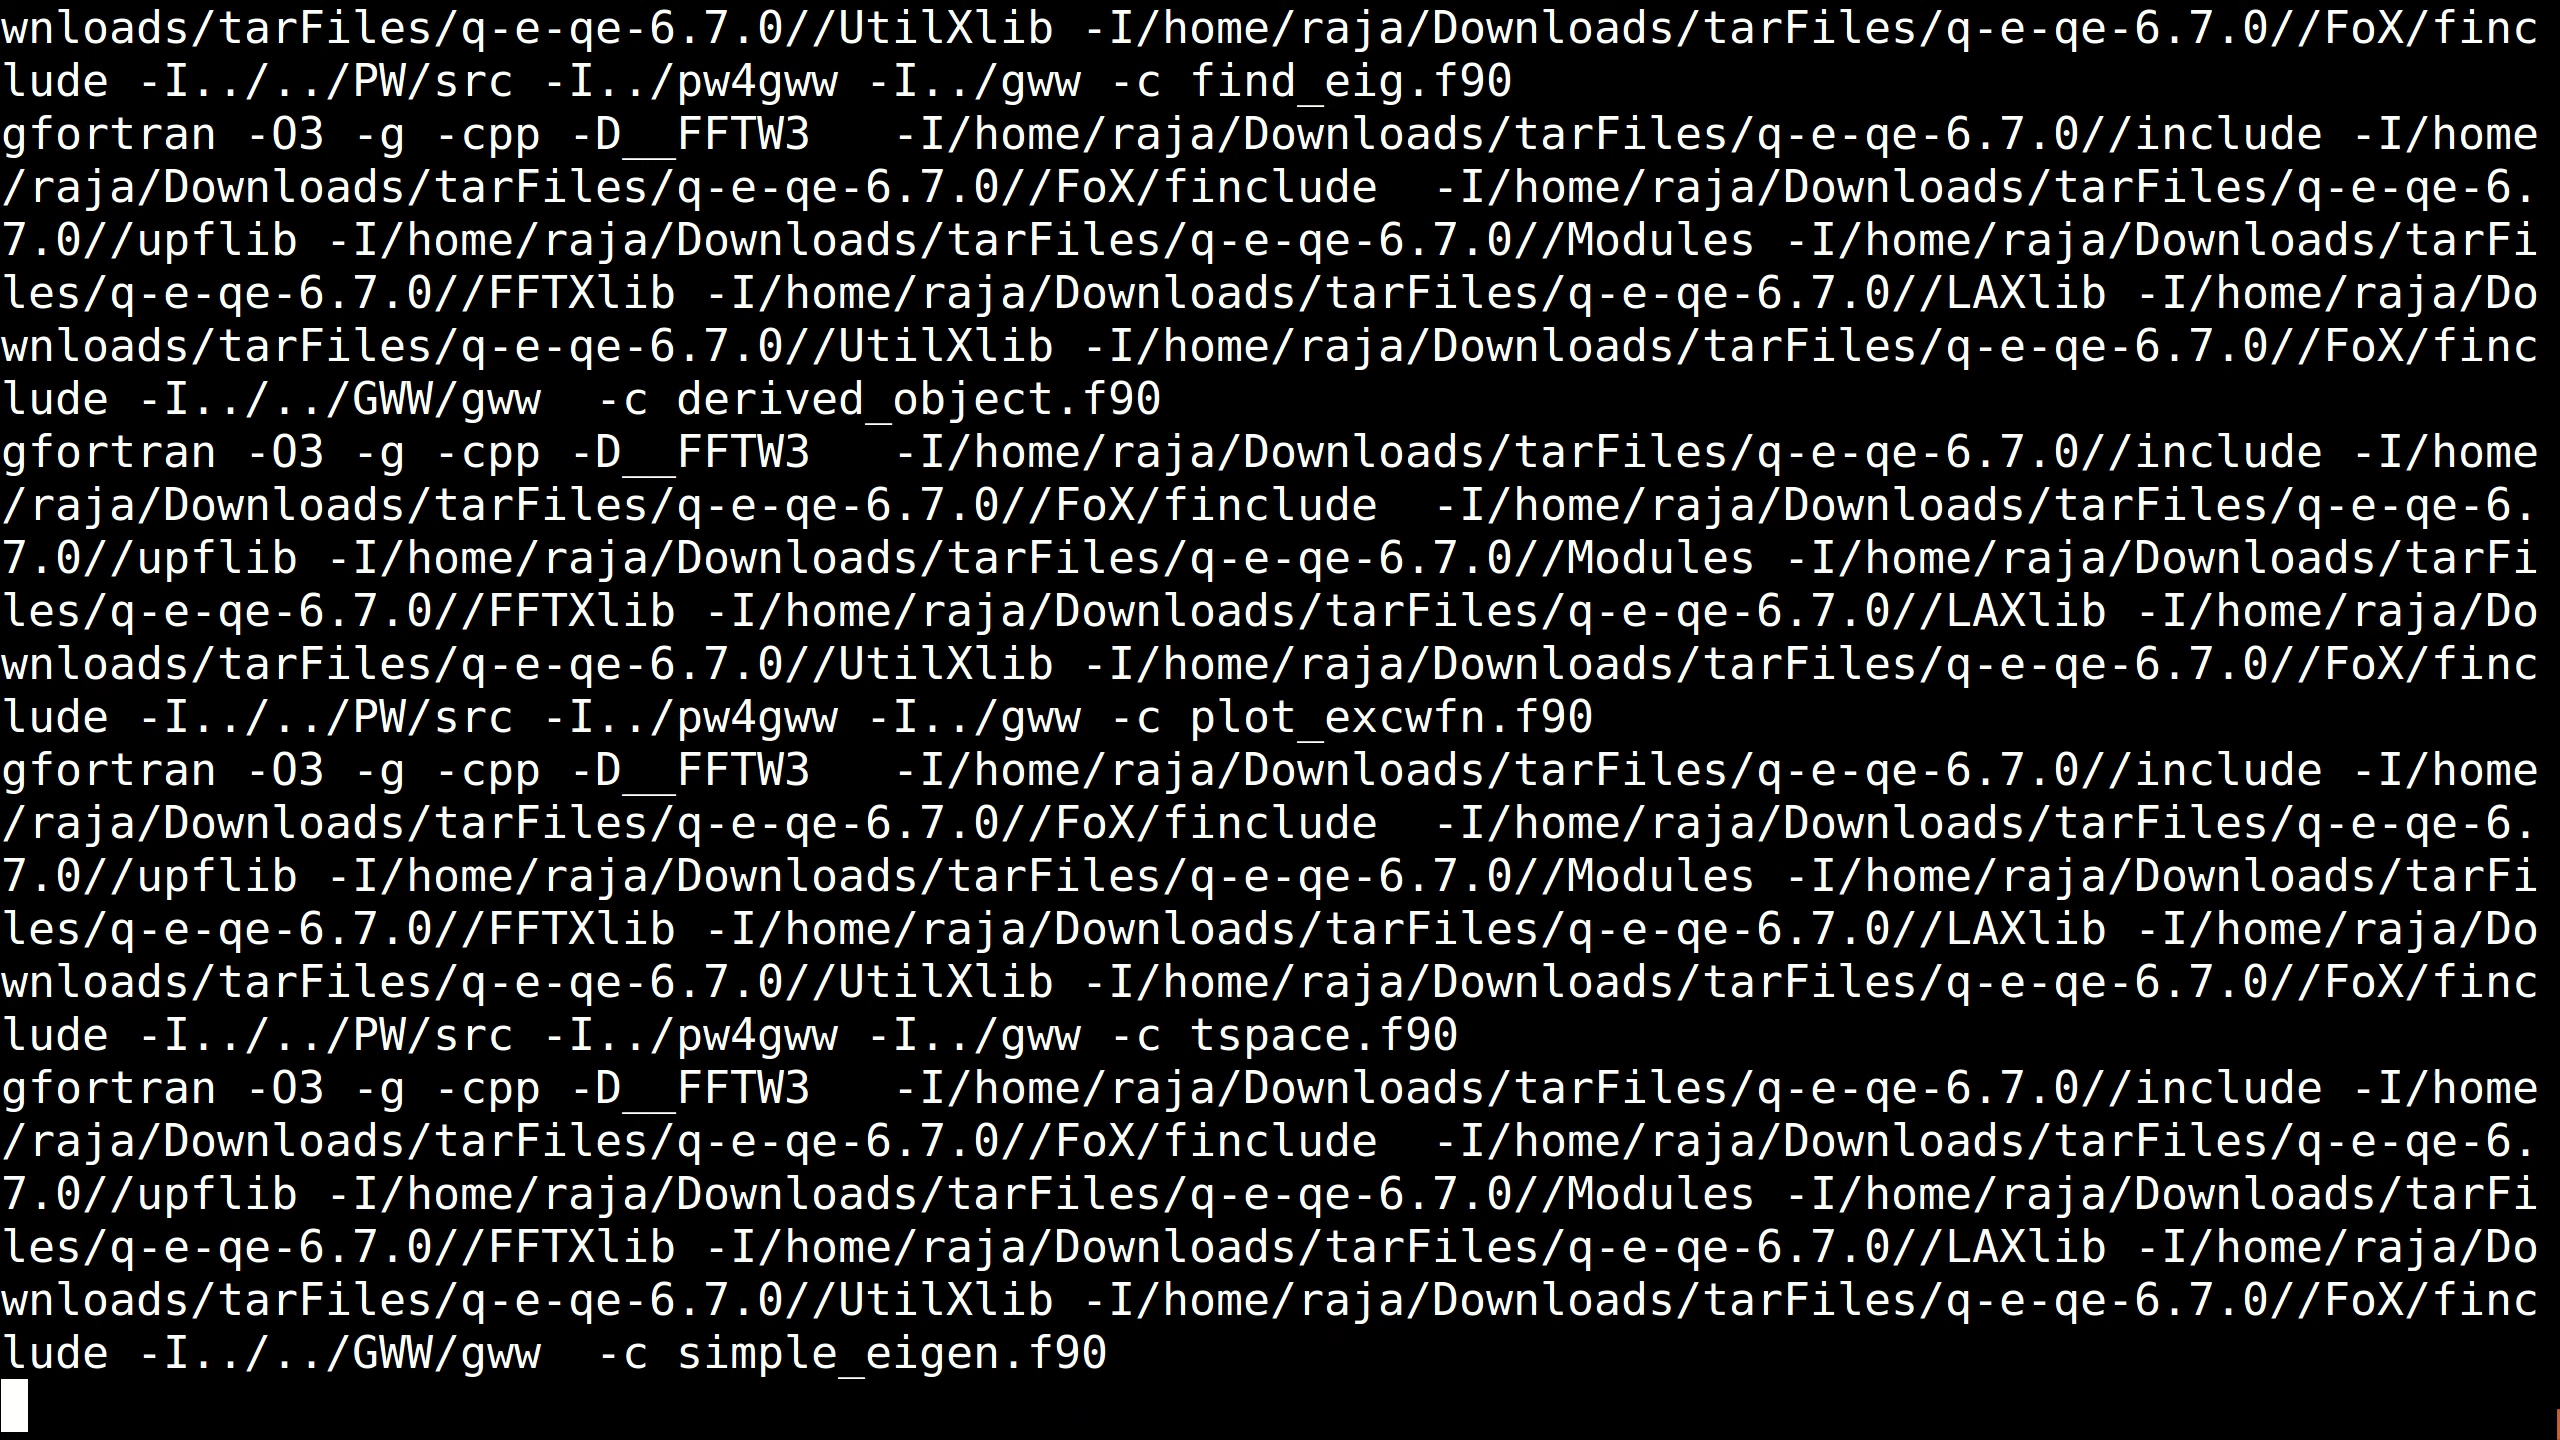 wnloads/tarFiles/q-e-qe-6.7.0//UtilXlib -I/home/raja/Downloads/tarFiles/q-e-qe-6.7.0//FoX/finc
lude -I../../PW/src -I../pw4gww -I../gww -c find_eig.f90
gfortran -O3 -g -cpp -D__FFTW3   -I/home/raja/Downloads/tarFiles/q-e-qe-6.7.0//include -I/home
/raja/Downloads/tarFiles/q-e-qe-6.7.0//FoX/finclude  -I/home/raja/Downloads/tarFiles/q-e-qe-6.
7.0//upflib -I/home/raja/Downloads/tarFiles/q-e-qe-6.7.0//Modules -I/home/raja/Downloads/tarFi
les/q-e-qe-6.7.0//FFTXlib -I/home/raja/Downloads/tarFiles/q-e-qe-6.7.0//LAXlib -I/home/raja/Do
wnloads/tarFiles/q-e-qe-6.7.0//UtilXlib -I/home/raja/Downloads/tarFiles/q-e-qe-6.7.0//FoX/finc
lude -I../../GWW/gww  -c derived_object.f90
gfortran -O3 -g -cpp -D__FFTW3   -I/home/raja/Downloads/tarFiles/q-e-qe-6.7.0//include -I/home
/raja/Downloads/tarFiles/q-e-qe-6.7.0//FoX/finclude  -I/home/raja/Downloads/tarFiles/q-e-qe-6.
7.0//upflib -I/home/raja/Downloads/tarFiles/q-e-qe-6.7.0//Modules -I/home/raja/Downloads/tarFi
les/q-e-qe-6.7.0//FFTXlib -I/home/raja/Downloads/tarFiles/q-e-qe-6.7.0//LAXlib -I/home/raja/Do
wnloads/tarFiles/q-e-qe-6.7.0//UtilXlib -I/home/raja/Downloads/tarFiles/q-e-qe-6.7.0//FoX/finc
lude -I../../PW/src -I../pw4gww -I../gww -c plot_excwfn.f90
gfortran -O3 -g -cpp -D__FFTW3   -I/home/raja/Downloads/tarFiles/q-e-qe-6.7.0//include -I/home
/raja/Downloads/tarFiles/q-e-qe-6.7.0//FoX/finclude  -I/home/raja/Downloads/tarFiles/q-e-qe-6.
7.0//upflib -I/home/raja/Downloads/tarFiles/q-e-qe-6.7.0//Modules -I/home/raja/Downloads/tarFi
les/q-e-qe-6.7.0//FFTXlib -I/home/raja/Downloads/tarFiles/q-e-qe-6.7.0//LAXlib -I/home/raja/Do
wnloads/tarFiles/q-e-qe-6.7.0//UtilXlib -I/home/raja/Downloads/tarFiles/q-e-qe-6.7.0//FoX/finc
lude -I../../PW/src -I../pw4gww -I../gww -c tspace.f90
gfortran -O3 -g -cpp -D__FFTW3   -I/home/raja/Downloads/tarFiles/q-e-qe-6.7.0//include -I/home
/raja/Downloads/tarFiles/q-e-qe-6.7.0//FoX/finclude  -I/home/raja/Downloads/tarFiles/q-e-qe-6.
7.0//upflib -I/home/raja/Downloads/tarFiles/q-e-qe-6.7.0//Modules -I/home/raja/Downloads/tarFi
les/q-e-qe-6.7.0//FFTXlib -I/home/raja/Downloads/tarFiles/q-e-qe-6.7.0//LAXlib -I/home/raja/Do
wnloads/tarFiles/q-e-qe-6.7.0//UtilXlib -I/home/raja/Downloads/tarFiles/q-e-qe-6.7.0//FoX/finc
lude -I../../GWW/gww  -c simple_eigen.f90